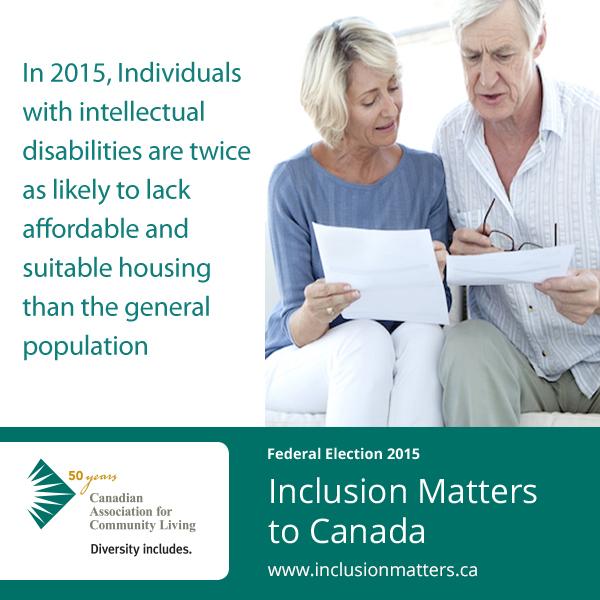 In 2015, Individuals
with intellectual
disabilities are twice
as likely to lack
affordable and
suitable housing
than the general
population
50 years
Canadian
Association for
Community Living
Diversity includes.
Federal Election 2015
Inclusion Matters
to Canada
www.inclusionmatters.ca